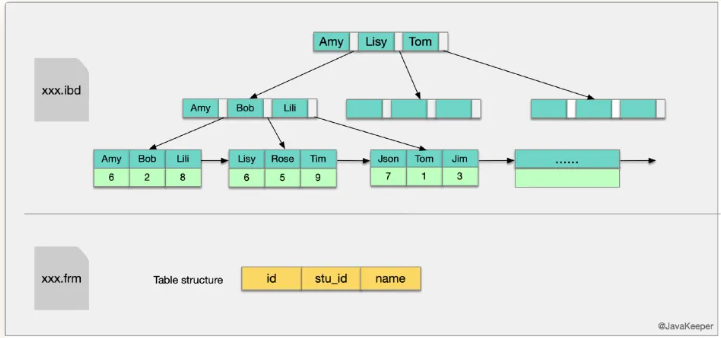 Amy Lisy Tom
xxx.ibd
Amy Bob Lili
Amy Bob Lili Lisy Rose Tim Json Tom Jim ......
6 2 8 6 5 9 7 1 3
xxx.frm
Table structure id stu_id name
@JavaKeeper